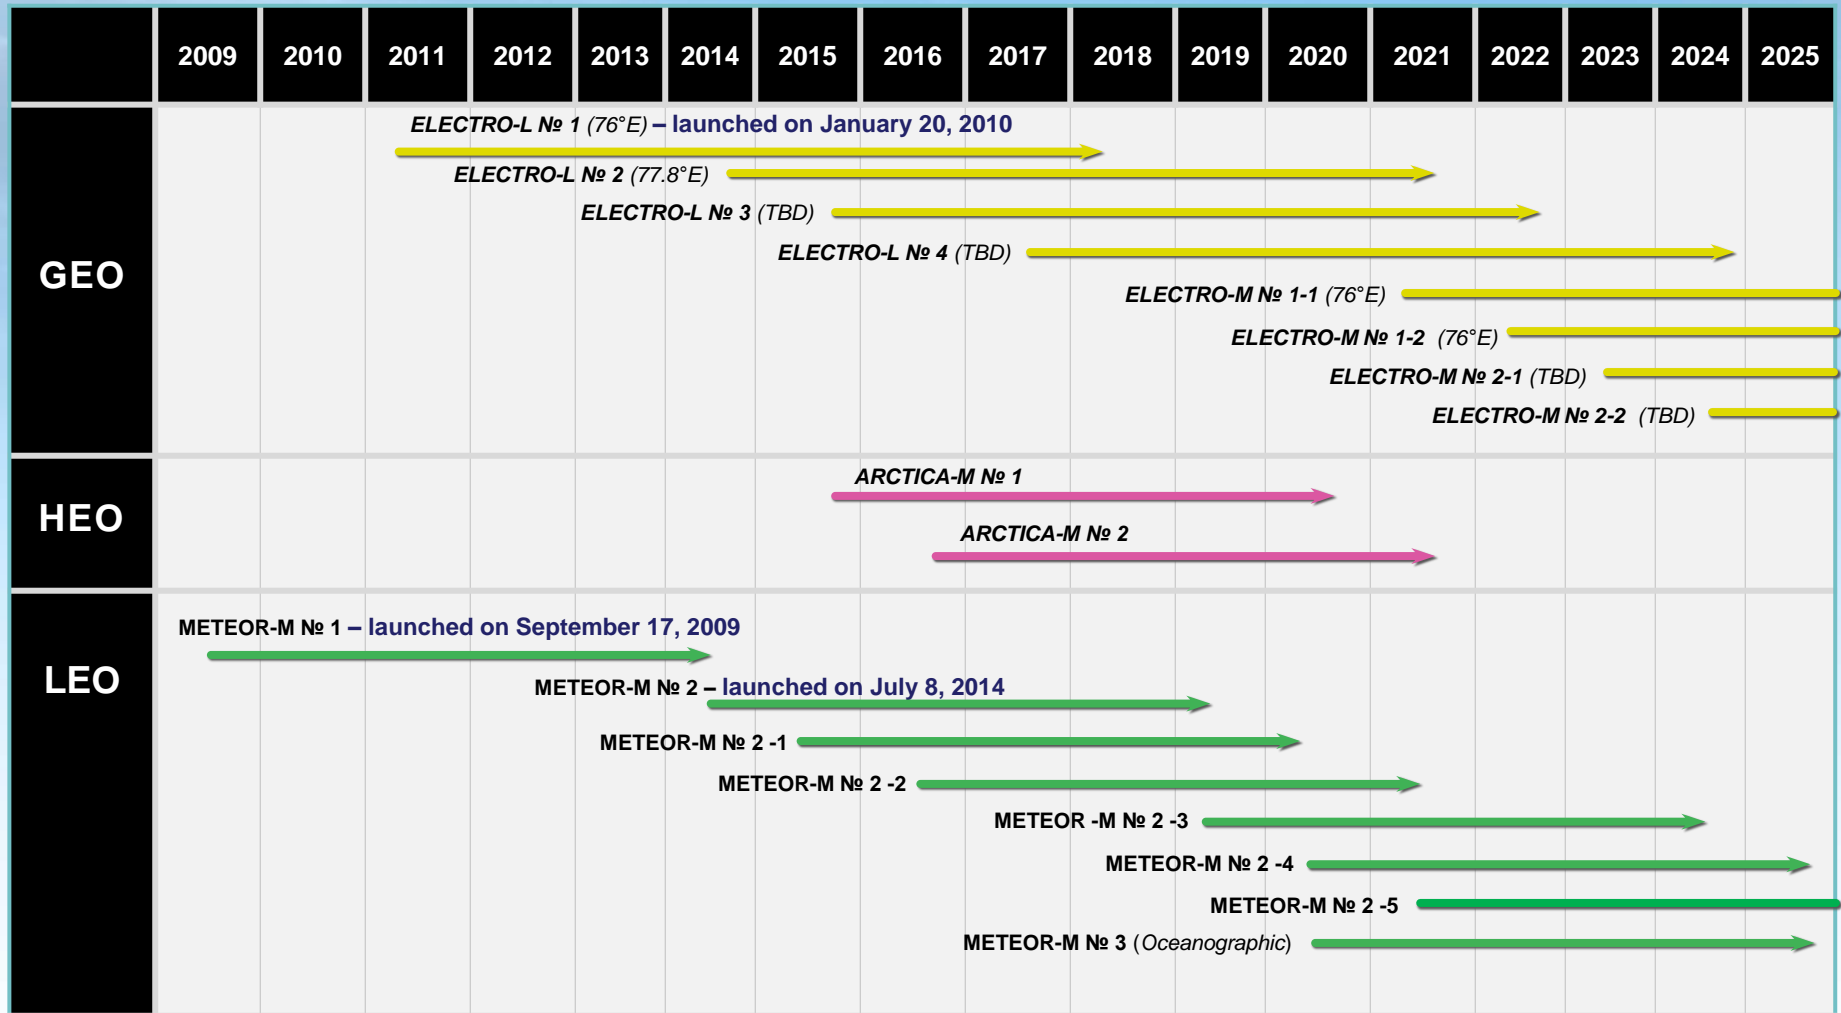 2009 2010 2011 2012 2013 2014 2015 2016 2017 2018 2019 2020 2021 2022 2023 2024 2025
GEO
ELECTRO-L № 1 (76°E) – launched on January 20, 2010
ELECTRO-L № 2 (77.8°E)
ELECTRO-L № 3 (TBD)
ELECTRO-L № 4 (TBD)
ELECTRO-M № 1-1 (76°E)
ELECTRO-M № 1-2 (76°E)
ELECTRO-M № 2-1 (TBD)
ELECTRO-M № 2-2 (TBD)
HEO
ARCTICA-M № 1
ARCTICA-M № 2
LEO
METEOR-M № 1 – launched on September 17, 2009
METEOR-M № 2 – launched on July 8, 2014
METEOR-M № 2 -1
METEOR-M № 2 -2
METEOR -M № 2 -3
METEOR-M № 2 -4
METEOR-M № 2 -5
METEOR-M № 3 (Oceanographic)